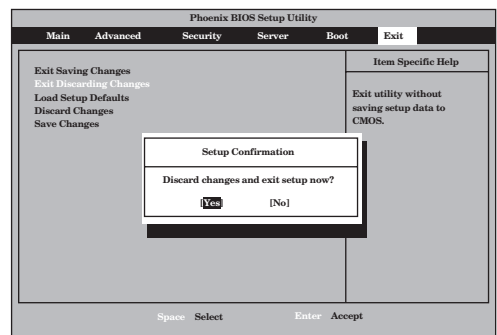 Phoenix BIOS Setup Utility
Main Advanced Security Server Boot Exit
Exit Saving Changes
Exit Discarding Changes
Load Setup Defaults
Discard Changes
Save Changes
Item Specific Help
Exit utility without
saving setup data to
CMOS.
Setup Confirmation
Discard changes and exit setup now?
[Yes] [No]
Space Select Enter Accept